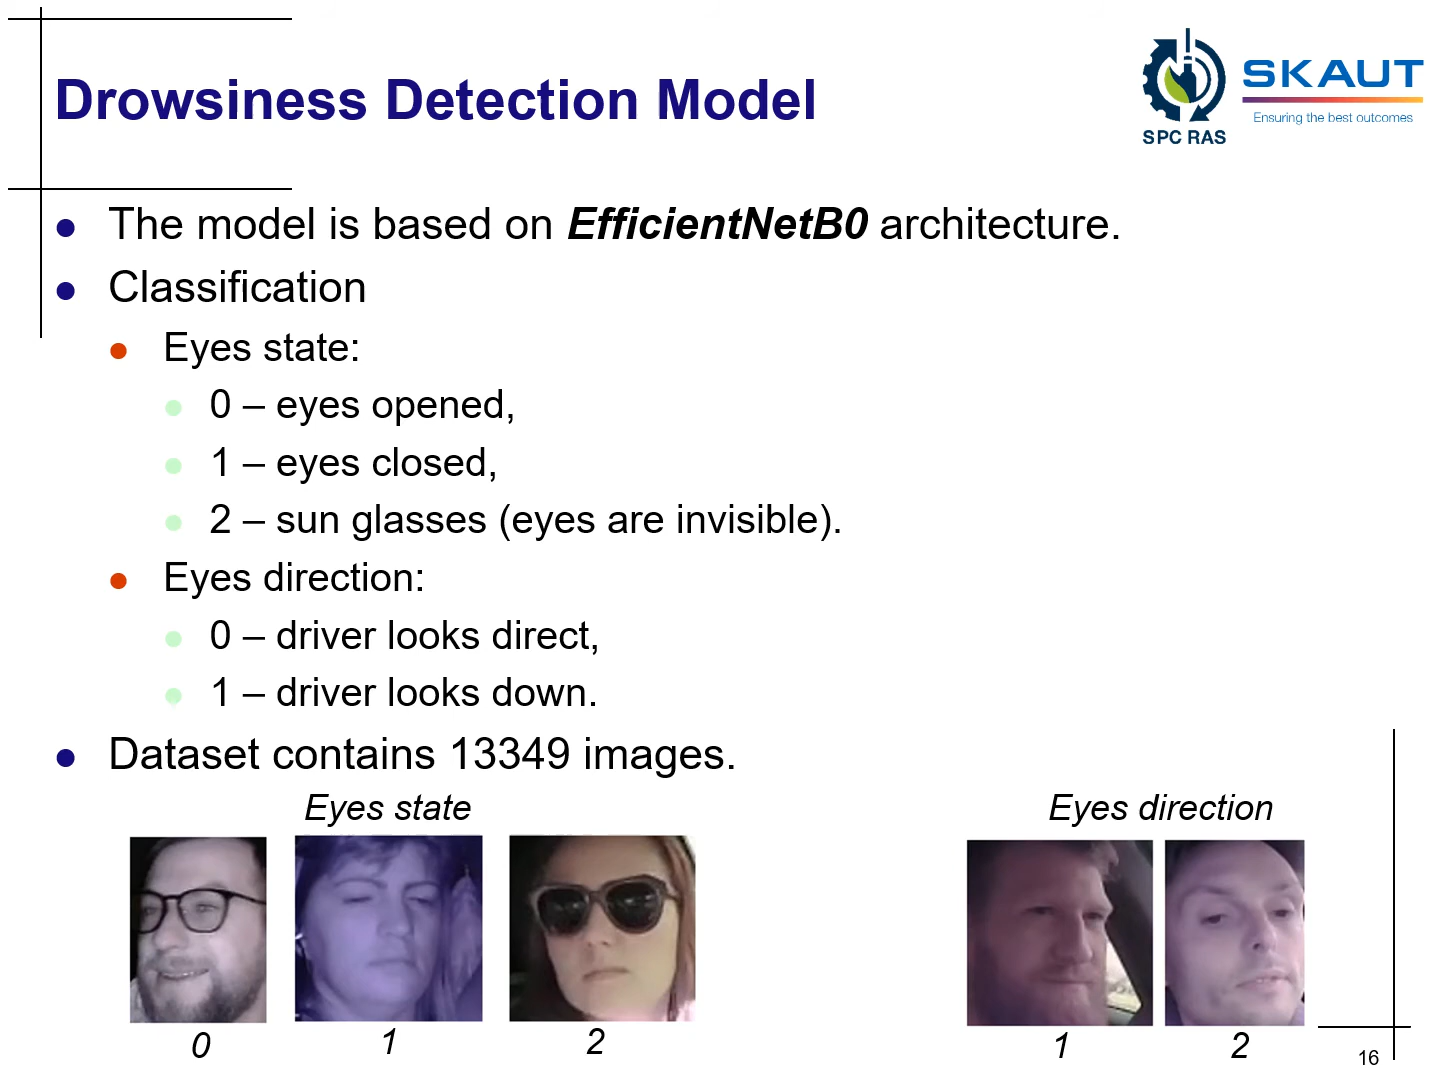 Drowsiness Detection Model
SPC RAS
SKAUT
Ensuring the best outcomes
The model is based on EfficientNetB0 architecture.
Classification
Eyes state:
0 – eyes opened,
1 – eyes closed,
2 – sun glasses (eyes are invisible).
Eyes direction:
0 – driver looks direct,
1 – driver looks down.
Dataset contains 13349 images.
Eyes state
Eyes direction
0
1
2
1
2
16